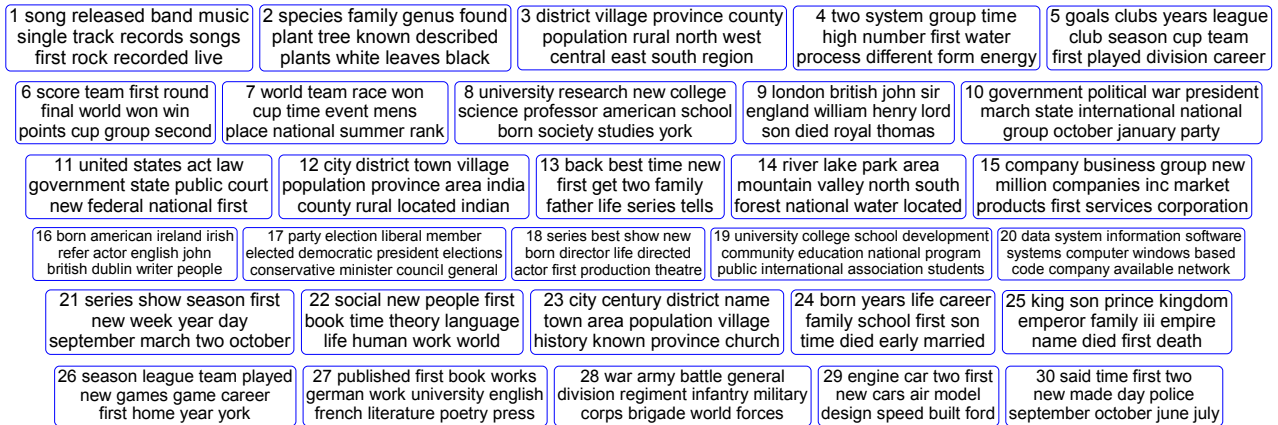 1 song released band music
single track records songs
first rock recorded live
2 species family genus found
plant tree known described
plants white leaves black
3 district village province county
population rural north west
central east south region
4 two system group time
high number first water
process different form energy
5 goals clubs years league
club season cup team
first played division career
6 score team first round
final world won win
points cup group second
7 world team race won
cup time event mens
place national summer rank
8 university research new college
science professor american school
born society studies york
9 london british john sir
england william henry lord
son died royal thomas
10 government political war president
march state international national
group october january party
11 united states act law
government state public court
new federal national first
12 city district town village
population province area india
county rural located indian
13 back best time new
first get two family
father life series tells
14 river lake park area
mountain valley north south
forest national water located
15 company business group new
million companies inc market
products first services corporation
16 born american ireland irish
refer actor english john
british dublin writer people
17 party election liberal member
elected democratic president elections
conservative minister council general
18 series best show new
born director life directed
actor first production theatre
19 university college school development
community education national program
public international association students
20 data system information software
systems computer windows based
code company available network
21 series show season first
new week year day
september march two october
22 social new people first
book time theory language
life human work world
23 city century district name
town area population village
history known province church
24 born years life career
family school first son
time died early married
25 king son prince kingdom
emperor family iii empire
name died first death
26 season league team played
new games game career
first home year york
27 published first book works
german work university english
french literature poetry press
28 war army battle general
division regiment infantry military
corps brigade world forces
29 engine car two first
new cars air model
design speed built ford
30 said time first two
new made day police
september october june july